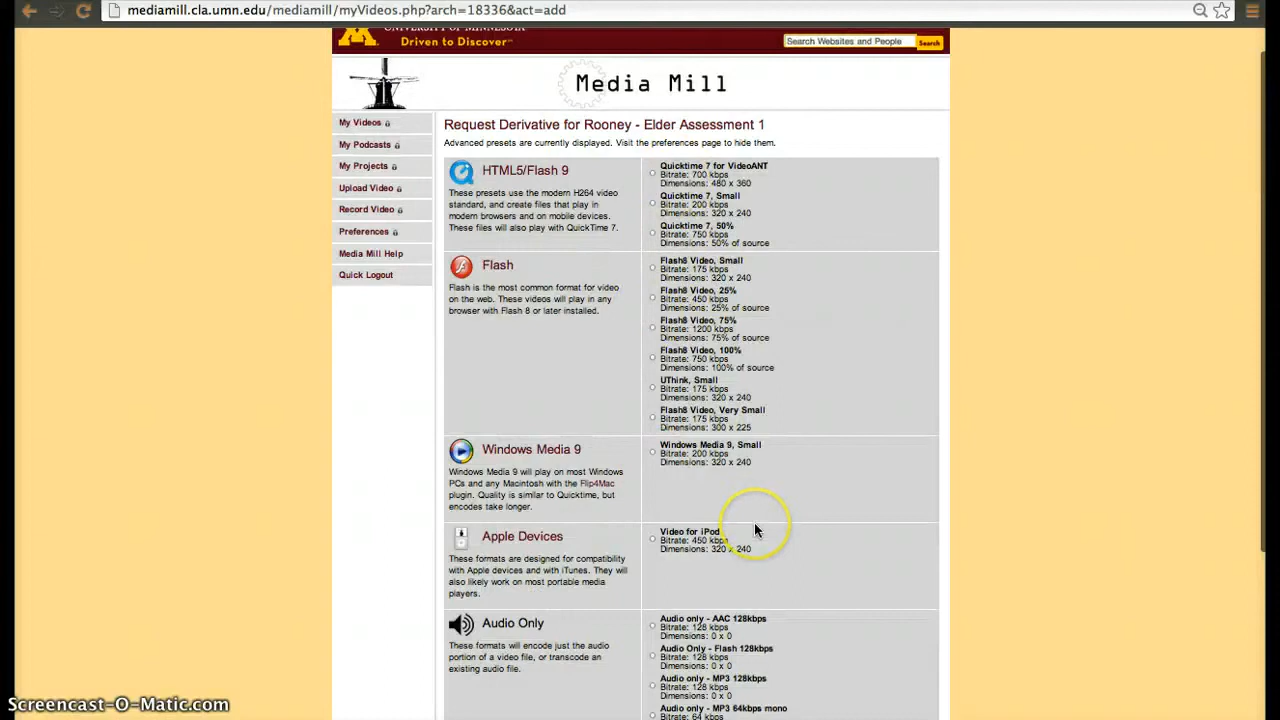 mediamill.cla.umn.edu/mediamill/myVideos.php?arch=18336&act=add
UNIVERSITY OF MINNESOTA
Driven to Discover
Search Websites and People
Search
Media Mill
My Videos
My Podcasts
My Projects
Upload Video
Record Video
Preferences
Media Mill Help
Quick Logout
Request Derivative for Rooney - Elder Assessment 1
Advanced presets are currently displayed. Visit the preferences page to hide them.
HTML5/Flash 9
These presets use the modern H264 video
standard, and create files that play in
modern browsers and on mobile devices.
These files will also play with QuickTime 7.
Quicktime 7 for VideoANT
Bitrate: 700 kbps
Dimensions: 480 x 360
Quicktime 7, Small
Bitrate: 200 kbps
Dimensions: 320 x 240
Quicktime 7, 50%
Bitrate: 750 kbps
Dimensions: 50% of source
Flash
Flash is the most common format for video
on the web. These videos will play in any
browser with Flash 8 or later installed.
Flash8 Video, Small
Bitrate: 175 kbps
Dimensions: 320 x 240
Flash8 Video, 25%
Bitrate: 450 kbps
Dimensions: 25% of source
Flash8 Video, 75%
Bitrate: 1200 kbps
Dimensions: 75% of source
Flash8 Video, 100%
Bitrate: 750 kbps
Dimensions: 100% of source
UThink, Small
Bitrate: 175 kbps
Dimensions: 320 x 240
Flash8 Video, Very Small
Bitrate: 175 kbps
Dimensions: 300 x 225
Windows Media 9
Windows Media 9 will play on most Windows
PCs and any Macintosh with the Flip4Mac
plugin. Quality is similar to Quicktime, but
encodes take longer.
Windows Media 9, Small
Bitrate: 200 kbps
Dimensions: 320 x 240
Apple Devices
These formats are designed for compatibility
with Apple devices and with iTunes. They will
also likely work on most portable media
players.
Video for iPod
Bitrate: 450 kbps
Dimensions: 320 x 240
Audio Only
These formats will encode just the audio
portion of a video file, or transcode an
existing audio file.
Audio only - AAC 128kbps
Bitrate: 128 kbps
Dimensions: 0 x 0
Audio Only - Flash 128kbps
Bitrate: 128 kbps
Dimensions: 0 x 0
Audio only - MP3 128kbps
Bitrate: 128 kbps
Dimensions: 0 x 0
Audio only - MP3 64kbps mono
Bitrate: 64 kbps
Screencast-O-Matic.com